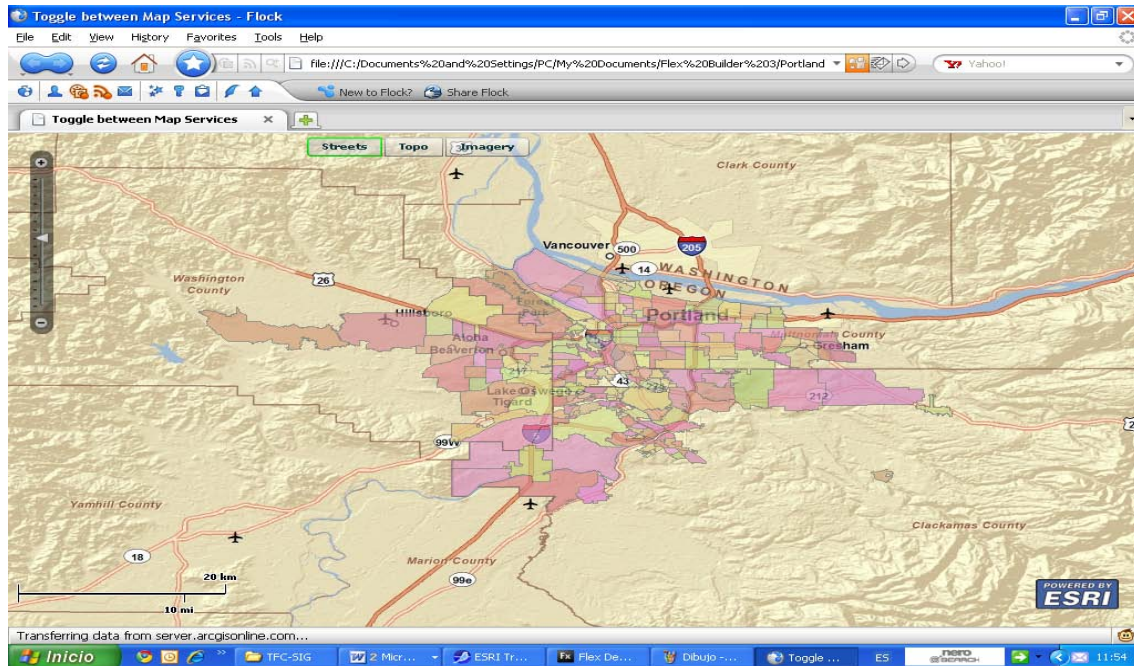 Toggle between Map Services - Flock
File Edit View History Favorites Tools Help
file:///C:/Documents%20and%20Settings/PC/My%20Documents/Flex%20Builder%203/Portland
Yahoo!
New to Flock? Share Flock
Toggle between Map Services
Streets Topo Imagery
Clark County
Vancouver 500 205
14 WASHINGTON
OREGON
Washington
County
26
Hillsboro
Forest
Park
Portland
Aloha
Beaverton
Multnomah County
Gresham
217
43
Lake Oswego
Tigard
212
99W
Yamhill County
Clackamas County
18
Marion County
99e
20 km
10 mi
POWERED BY
ESRI
Transferring data from server.arcgisonline.com...
Inicio TFC-SIG 2 Micr... ESRI Tr... Fx Flex De... Dibujo -... Toggle ... ES nero SEARCH 11:54